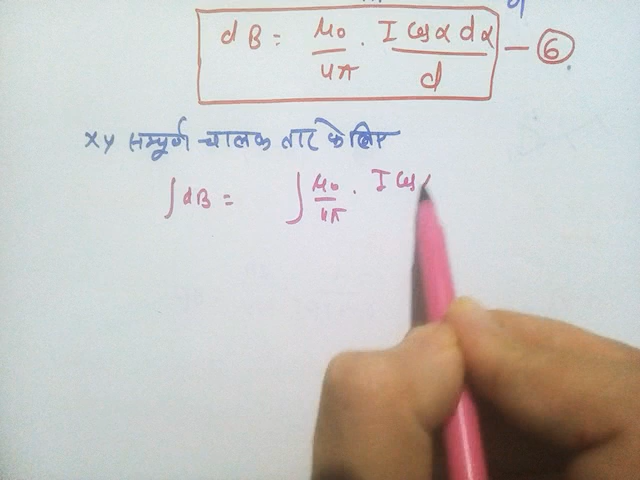 dB = μ₀/4π · I cosα dα/d — ⑥
xy सम्पूर्ण चालक तार के लिए
∫dB = ∫ μ₀/4π · I cos